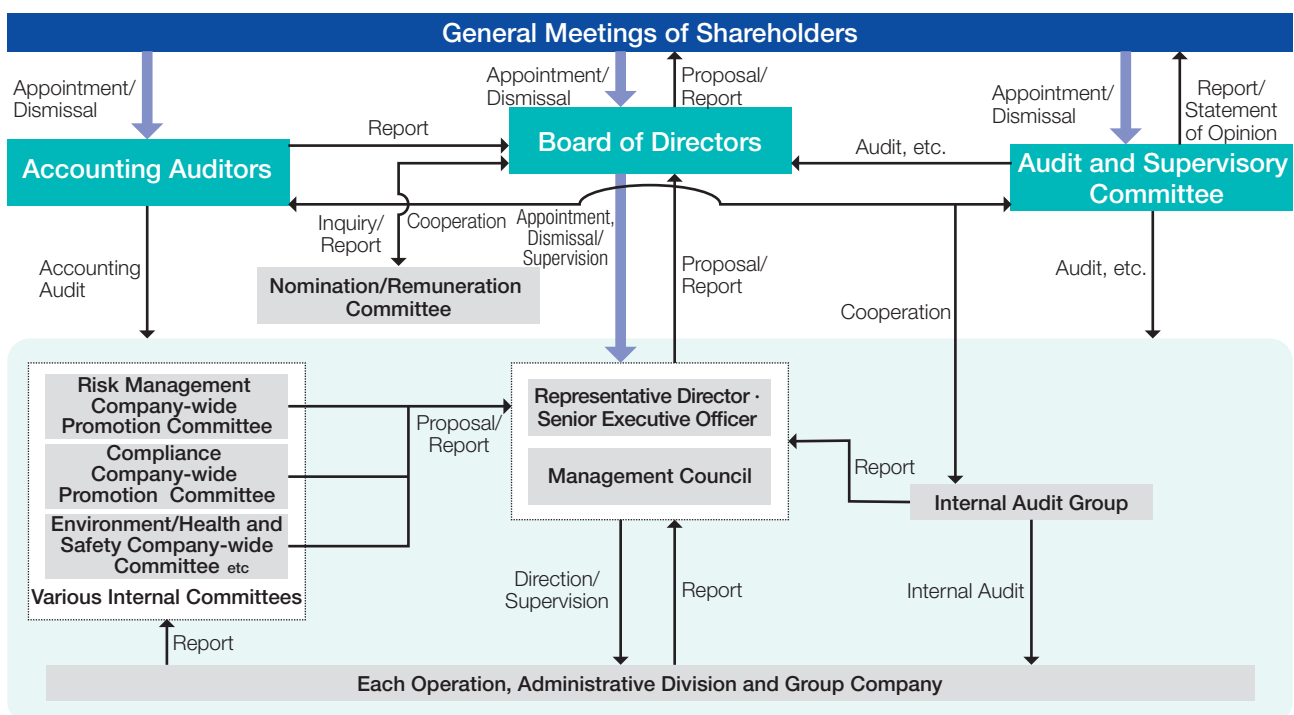 General Meetings of Shareholders
Appointment/
Dismissal
Appointment/
Dismissal
Proposal/
Report
Appointment/
Dismissal
Report/
Statement
of Opinion
Report
Board of Directors
Audit, etc.
Accounting Auditors
Audit and Supervisory
Committee
Inquiry/
Report
Cooperation
Appointment,
Dismissal/
Supervision
Proposal/
Report
Accounting
Audit
Audit, etc.
Nomination/Remuneration
Committee
Cooperation
Risk Management
Company-wide
Promotion Committee
Compliance
Company-wide
Promotion Committee
Environment/Health and
Safety Company-wide
Committee etc
Various Internal Committees
Proposal/
Report
Representative Director ·
Senior Executive Officer
Management Council
Report
Internal Audit Group
Direction/
Supervision
Report
Internal Audit
Report
Each Operation, Administrative Division and Group Company